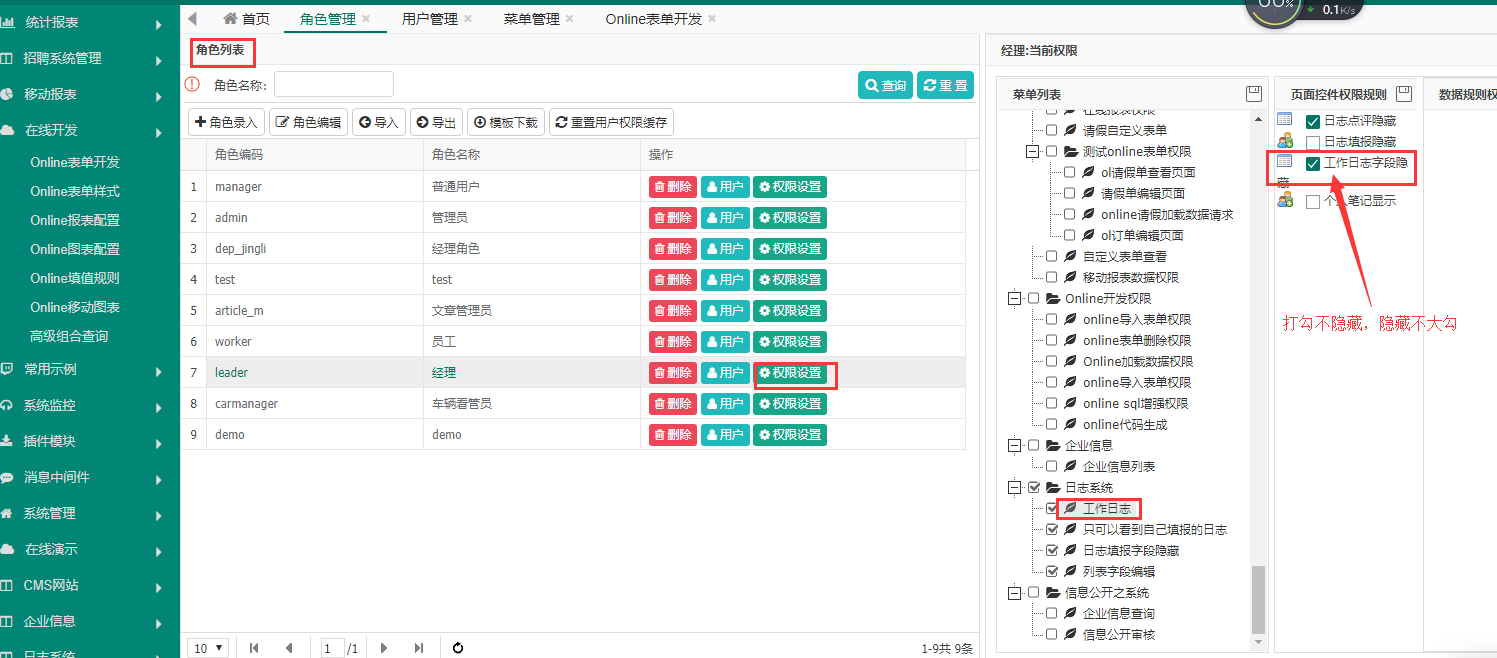 统计报表
招聘系统管理
移动报表
在线开发
Online表单开发
Online表单样式
Online报表配置
Online图表配置
Online填值规则
Online移动图表
高级组合查询
常用示例
系统监控
插件模块
消息中间件
系统管理
在线演示
CMS网站
企业信息
日志系统
首页 角色管理 用户管理 菜单管理 Online表单开发
0.1K/s
角色列表
角色名称: 查询 重置
角色录入 角色编辑 导入 导出 模板下载 重置用户权限缓存
角色编码 角色名称 操作
1 manager 普通用户 删除 用户 权限设置
2 admin 管理员 删除 用户 权限设置
3 dep_jingli 经理角色 删除 用户 权限设置
4 test test 删除 用户 权限设置
5 article_m 文章管理员 删除 用户 权限设置
6 worker 员工 删除 用户 权限设置
7 leader 经理 删除 用户 权限设置
8 carmanager 车辆看管员 删除 用户 权限设置
9 demo demo 删除 用户 权限设置
10 1 /1 1-9共 9条
经理:当前权限
菜单列表
在线报表权限
请假自定义表单
测试online表单权限
ol请假单查看页面
请假单编辑页面
online请假加载数据请求
ol订单编辑页面
自定义表单查看
移动报表数据权限
Online开发权限
online导入表单权限
online表单删除权限
Online加载数据权限
online导入表单权限
online sql增强权限
online代码生成
企业信息
企业信息列表
日志系统
工作日志
只可以看到自己填报的日志
日志填报字段隐藏
列表字段编辑
信息公开之系统
企业信息查询
信息公开审核
页面控件权限规则
日志点评隐藏
日志填报隐藏
工作日志字段隐
藏
个人笔记显示
打勾不隐藏，隐藏不大勾
数据规则权